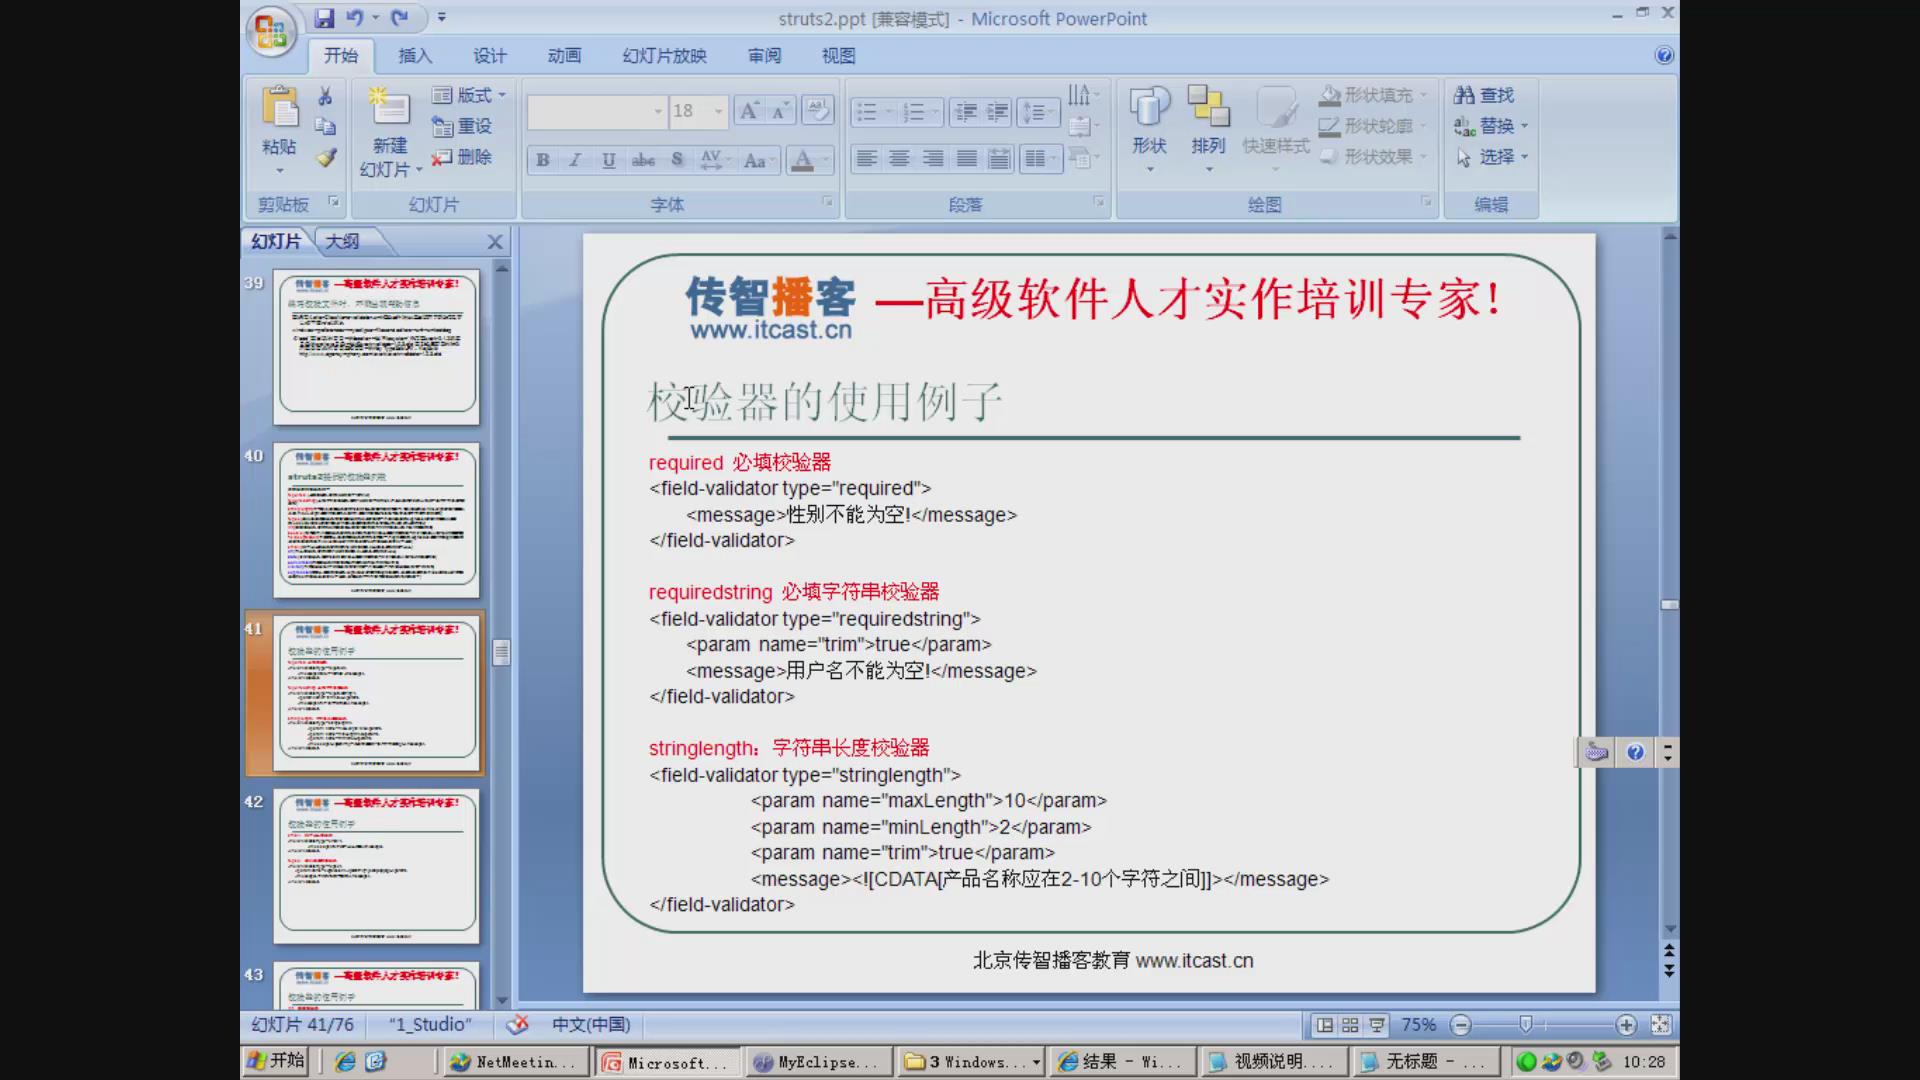 struts2.ppt [兼容模式] - Microsoft PowerPoint
开始 插入 设计 动画 幻灯片放映 审阅 视图
粘贴
剪贴板
新建
幻灯片
版式
重设
删除
幻灯片
18
字体
段落
形状
排列
快速样式
形状填充
形状轮廓
形状效果
绘图
查找
替换
选择
编辑
幻灯片 大纲
39
40
41
42
43
传智播客 —高级软件人才实作培训专家!
www.itcast.cn
校验器的使用例子
required 必填校验器
<field-validator type="required">
<message>性别不能为空!</message>
</field-validator>
requiredstring 必填字符串校验器
<field-validator type="requiredstring">
<param name="trim">true</param>
<message>用户名不能为空!</message>
</field-validator>
stringlength：字符串长度校验器
<field-validator type="stringlength">
<param name="maxLength">10</param>
<param name="minLength">2</param>
<param name="trim">true</param>
<message><![CDATA[产品名称应在2-10个字符之间]]></message>
</field-validator>
北京传智播客教育 www.itcast.cn
幻灯片 41/76 "1_Studio" 中文(中国) 75%
开始 NetMeetin... Microsoft... MyEclipse... 3 Windows... 结果 - Wi... 视频说明.... 无标题 - ... 10:28